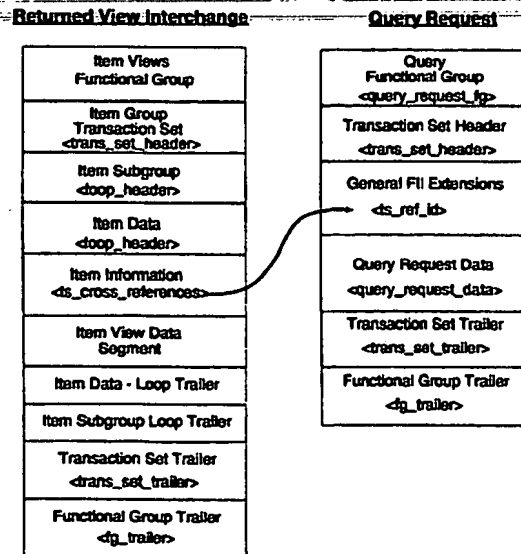 Returned View Interchange
Item Views
Functional Group
Item Group
Transaction Set
<trans_set_header>
Item Subgroup
<loop_header>
Item Data
<loop_header>
Item Information
<ts_cross_references>
Item View Data
Segment
Item Data - Loop Trailer
Item Subgroup Loop Trailer
Transaction Set Trailer
<trans_set_trailer>
Functional Group Trailer
<fg_trailer>
Query Request
Query
Functional Group
<query_request_fg>
Transaction Set Header
<trans_set_header>
General FII Extensions
<ts_ref_id>
Query Request Data
<query_request_data>
Transaction Set Trailer
<trans_set_trailer>
Functional Group Trailer
<fg_trailer>